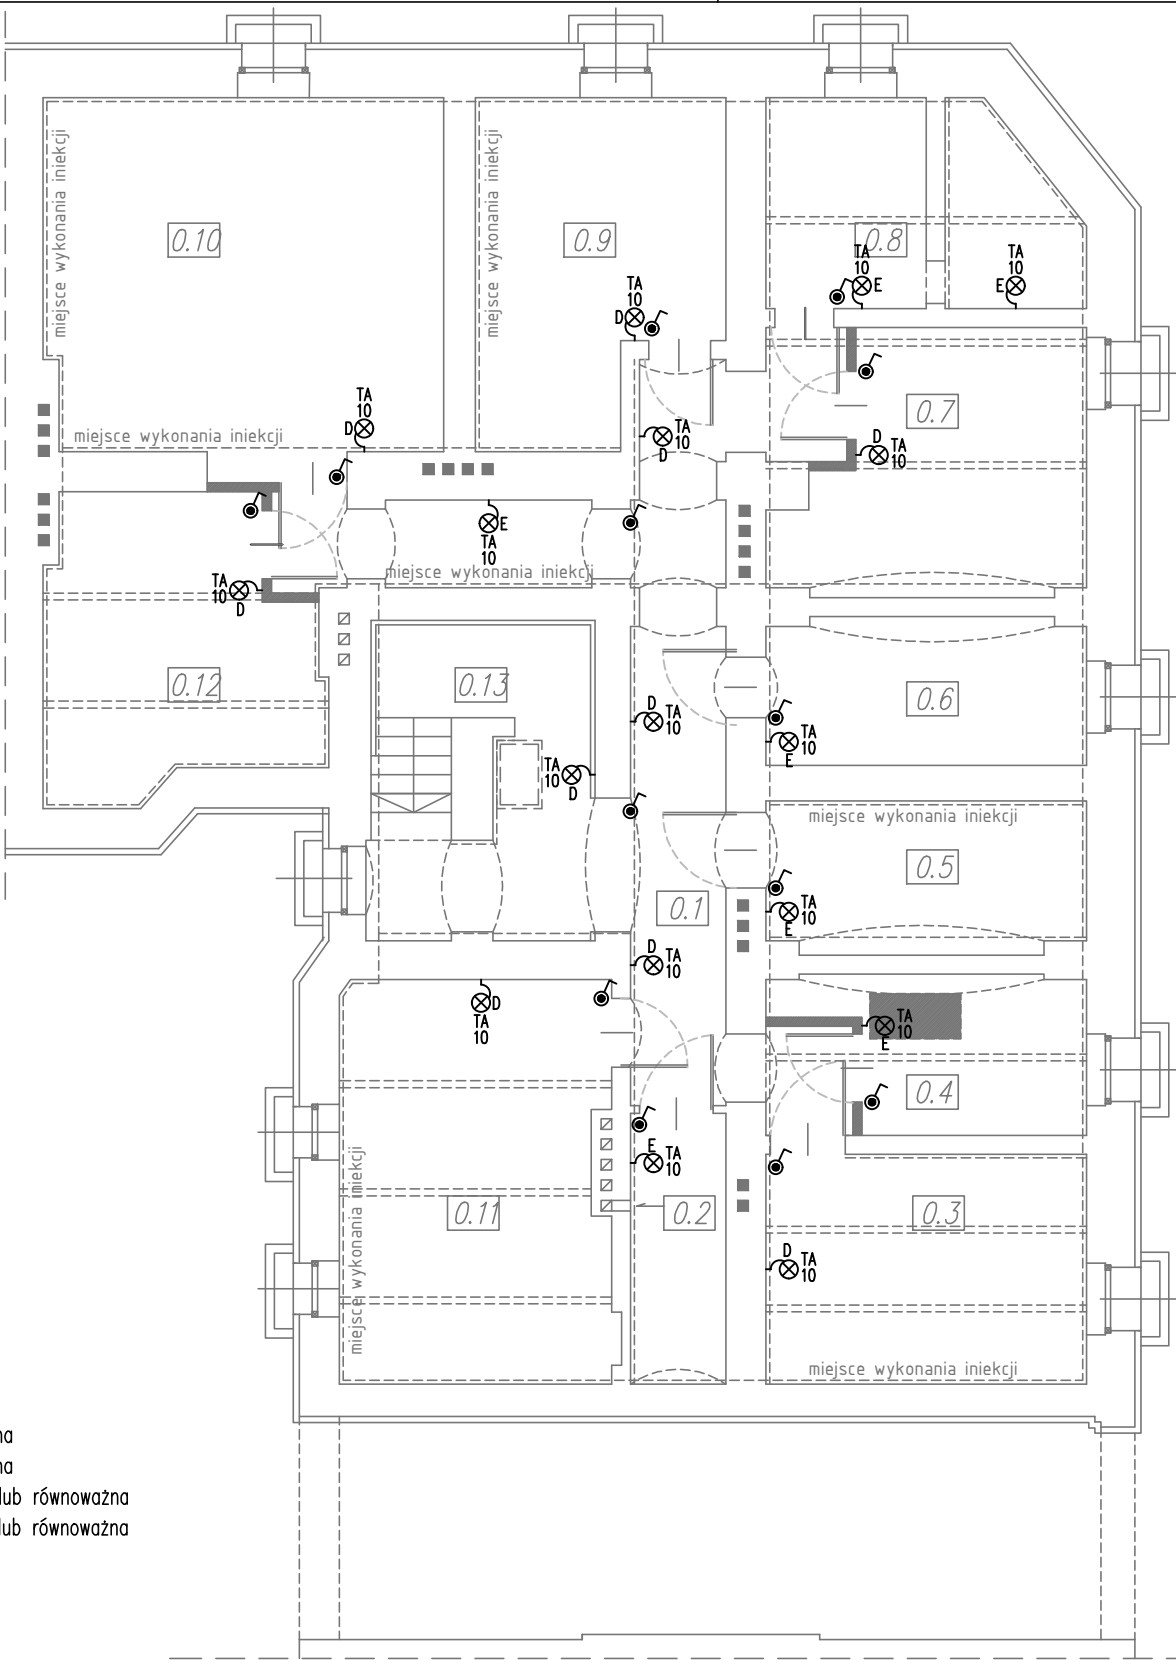 miejsce wykonania iniekcji
0.10
miejsce wykonania iniekcji
0.9
0.8
TA
10
E
TA
10
E
TA
10
D
TA
10
D
miejsce wykonania iniekcji
TA
10
D
0.7
D
TA
10
E
TA
10
miejsce wykonania iniekcji
TA
10
D
0.12
0.13
0.6
D
TA
10
TA
10
E
TA
10
D
miejsce wykonania iniekcji
0.5
0.1
TA
10
E
D
TA
10
D
TA
10
TA
10
E
0.4
E
TA
10
miejsce wykonania iniekcji
0.11
0.2
0.3
D
TA
10
miejsce wykonania iniekcji
na
na
lub równoważna
lub równoważna